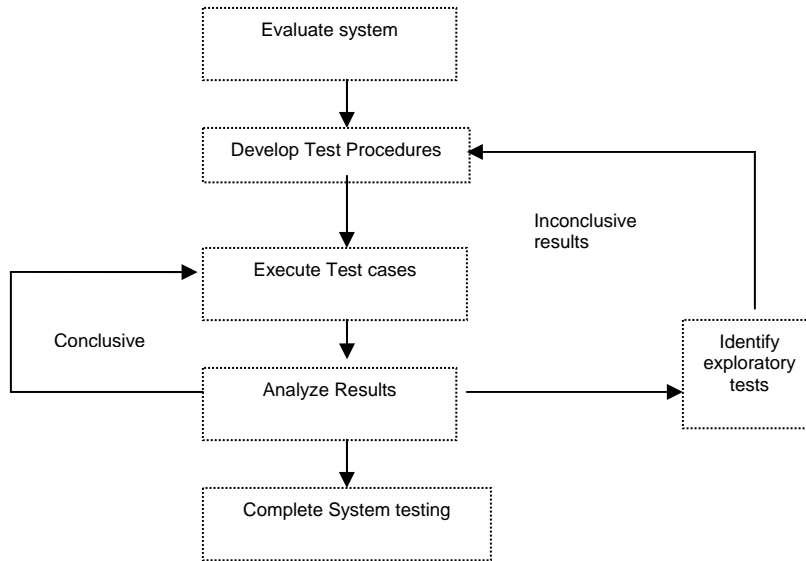 Evaluate system
Develop Test Procedures
Inconclusive
results
Execute Test cases
Conclusive
Identify
exploratory
tests
Analyze Results
Complete System testing